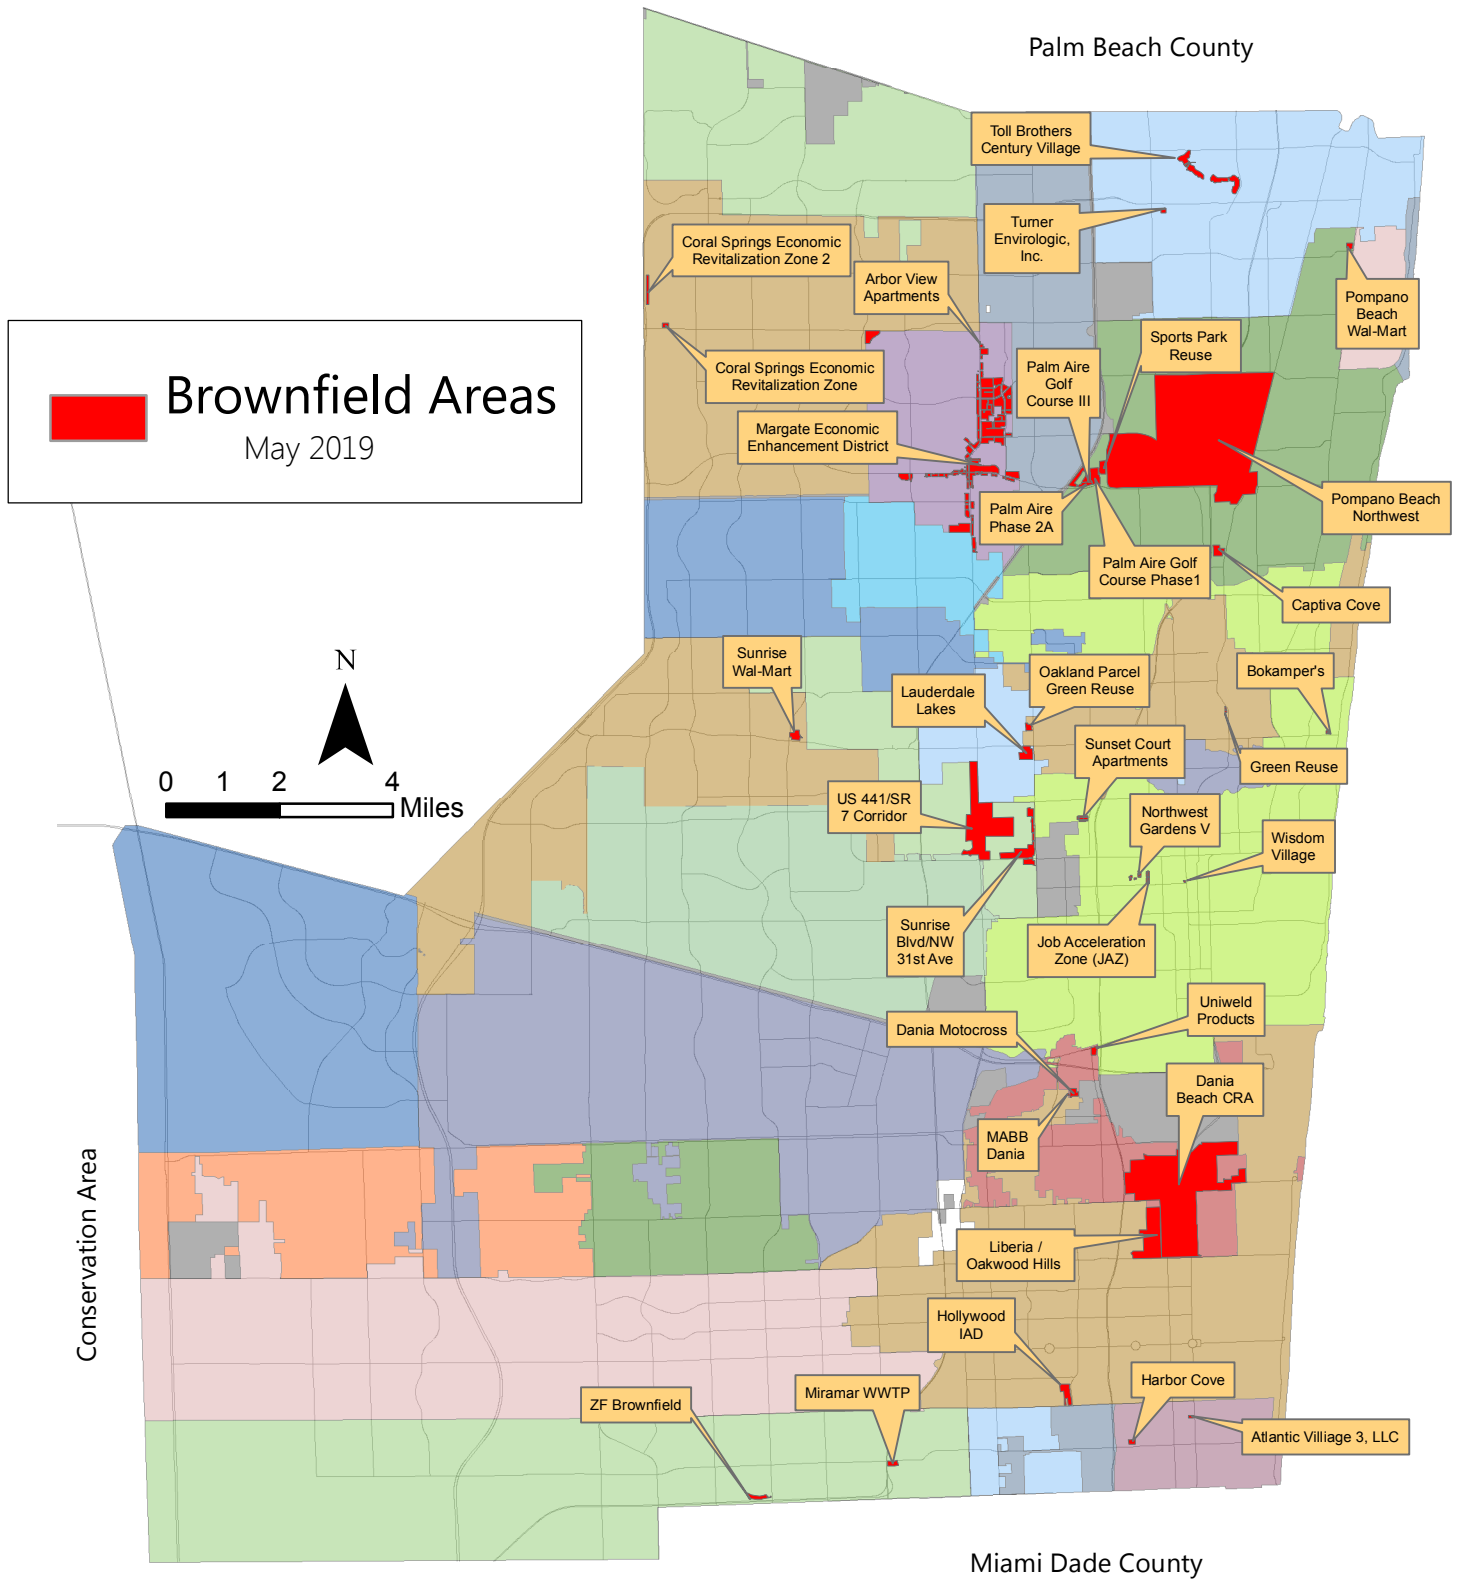 Palm Beach County
Toll Brothers
Century Village
Turner
Envirologic,
Inc.
Coral Springs Economic
Revitalization Zone 2
Arbor View
Apartments
Pompano
Beach
Wal-Mart
Sports Park
Reuse
Brownfield Areas
May 2019
Coral Springs Economic
Revitalization Zone
Palm Aire
Golf
Course III
Margate Economic
Enhancement District
Pompano Beach
Northwest
Palm Aire
Phase 2A
Palm Aire Golf
Course Phase1
Captiva Cove
N
Sunrise
Wal-Mart
Oakland Parcel
Green Reuse
Bokamper's
Lauderdale
Lakes
Sunset Court
Apartments
Green Reuse
0 1 2 4
Miles
US 441/SR
7 Corridor
Northwest
Gardens V
Wisdom
Village
Sunrise
Blvd/NW
31st Ave
Job Acceleration
Zone (JAZ)
Uniweld
Products
Dania Motocross
Dania
Beach CRA
MABB
Dania
Conservation Area
Liberia /
Oakwood Hills
Hollywood
IAD
Harbor Cove
Miramar WWTP
ZF Brownfield
Atlantic Villiage 3, LLC
Miami Dade County